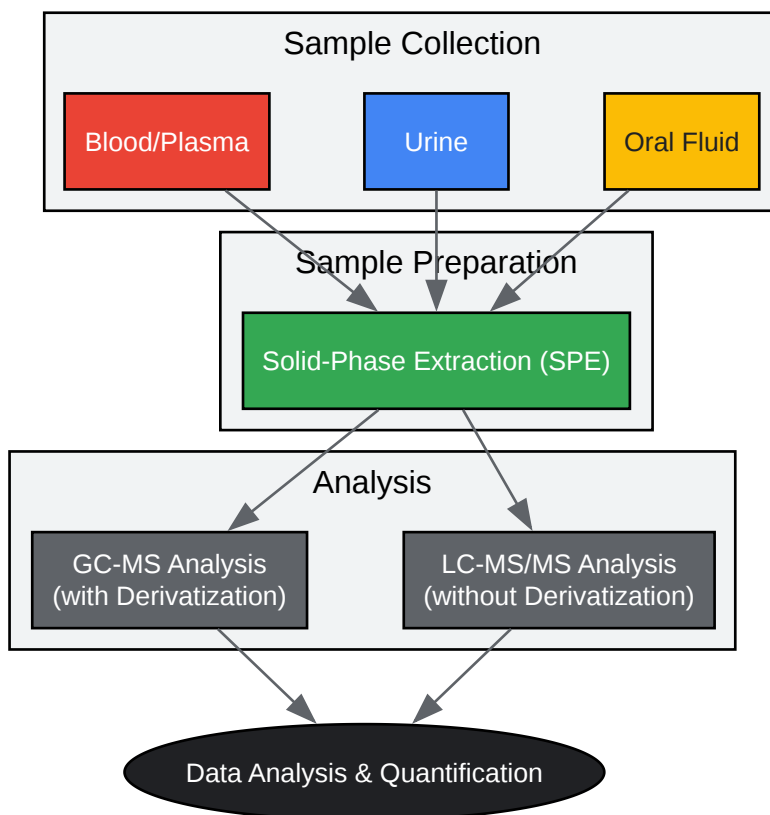 Sample Collection
Blood/Plasma
Urine
Oral Fluid
Sample Preparation
Solid-Phase Extraction (SPE)
Analysis
GC-MS Analysis
(with Derivatization)
LC-MS/MS Analysis
(without Derivatization)
Data Analysis & Quantification